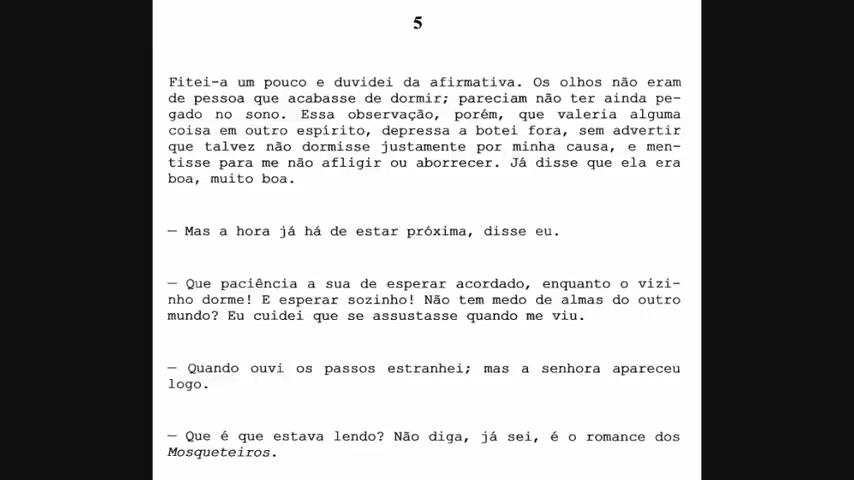 5
Fitei-a um pouco e duvidei da afirmativa. Os olhos não eram
de pessoa que acabasse de dormir; pareciam não ter ainda pe-
gado no sono. Essa observação, porém, que valeria alguma
coisa em outro espírito, depressa a botei fora, sem advertir
que talvez não dormisse justamente por minha causa, e men-
tisse para me não afligir ou aborrecer. Já disse que ela era
boa, muito boa.
— Mas a hora já há de estar próxima, disse eu.
— Que paciência a sua de esperar acordado, enquanto o vizi-
nho dorme! E esperar sozinho! Não tem medo de almas do outro
mundo? Eu cuidei que se assustasse quando me viu.
— Quando ouvi os passos estranhei; mas a senhora apareceu
logo.
— Que é que estava lendo? Não diga, já sei, é o romance dos
Mosqueteiros.